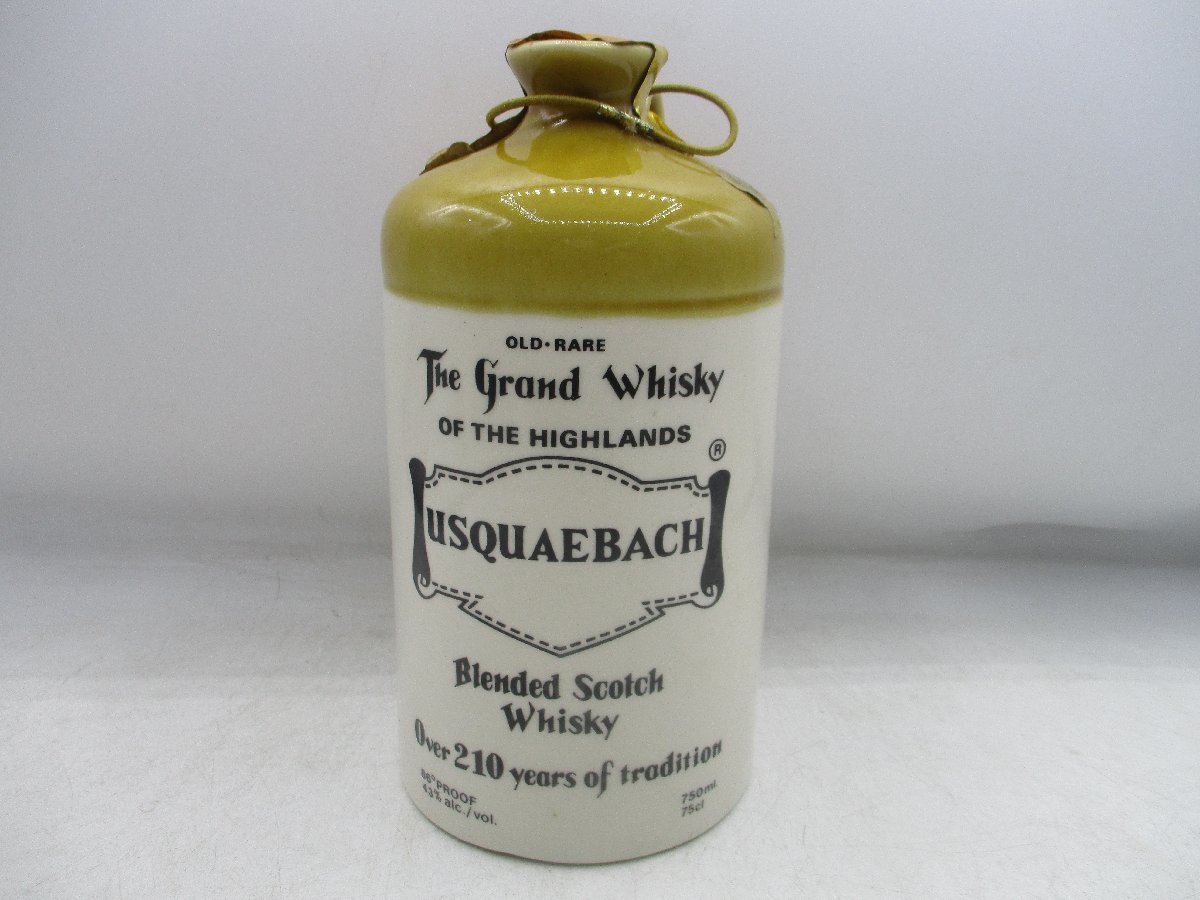 OLD·RARE
The Grand Whisky
OF THE HIGHLANDS
®
USQUAEBACH
Blended Scotch
Whisky
Over 210 years of tradition
86° PROOF
43% alc./vol.
750ml.
75cl